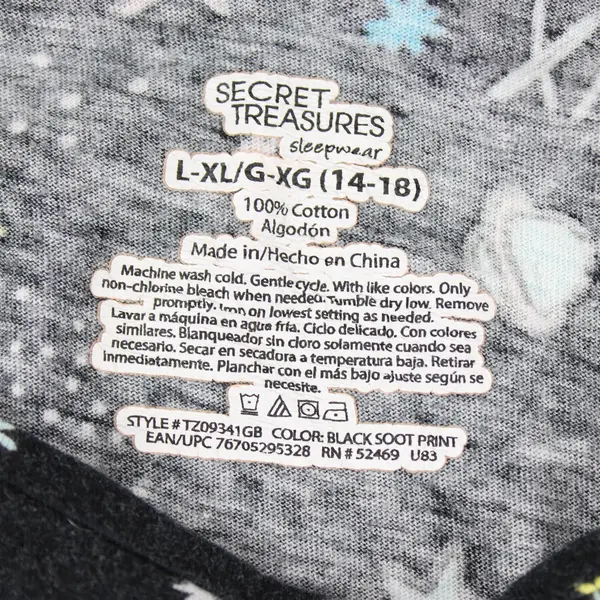 SECRET
TREASURES
sleepwear
L-XL/G-XG (14-18)
100% Cotton
Algodón
Made in/Hecho en China
Machine wash cold. Gentle cycle. With like colors. Only
non-chlorine bleach when needed. Tumble dry low. Remove
promptly. Iron on lowest setting as needed.
Lavar a máquina en agua fría. Ciclo delicado. Con colores
similares. Blanqueador sin cloro solamente cuando sea
necesario. Secar en secadora a temperatura baja. Retirar
inmediatamente. Planchar con el más bajo ajuste según se
necesite.
STYLE # TZ09341GB COLOR: BLACK SOOT PRINT
EAN/UPC 76705295328 RN # 52469 U83